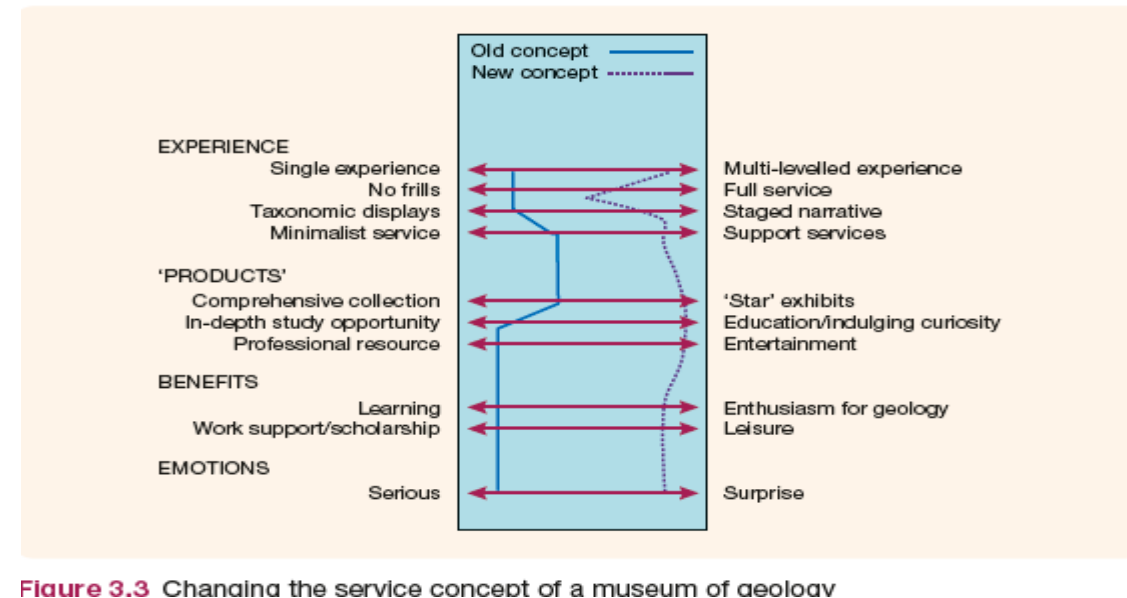 Old concept
New concept
EXPERIENCE
Single experience Multi-levelled experience
No frills Full service
Taxonomic displays Staged narrative
Minimalist service Support services
‘PRODUCTS’
Comprehensive collection ‘Star’ exhibits
In-depth study opportunity Education/indulging curiosity
Professional resource Entertainment
BENEFITS
Learning Enthusiasm for geology
Work support/scholarship Leisure
EMOTIONS
Serious Surprise
Figure 3.3 Changing the service concept of a museum of geology